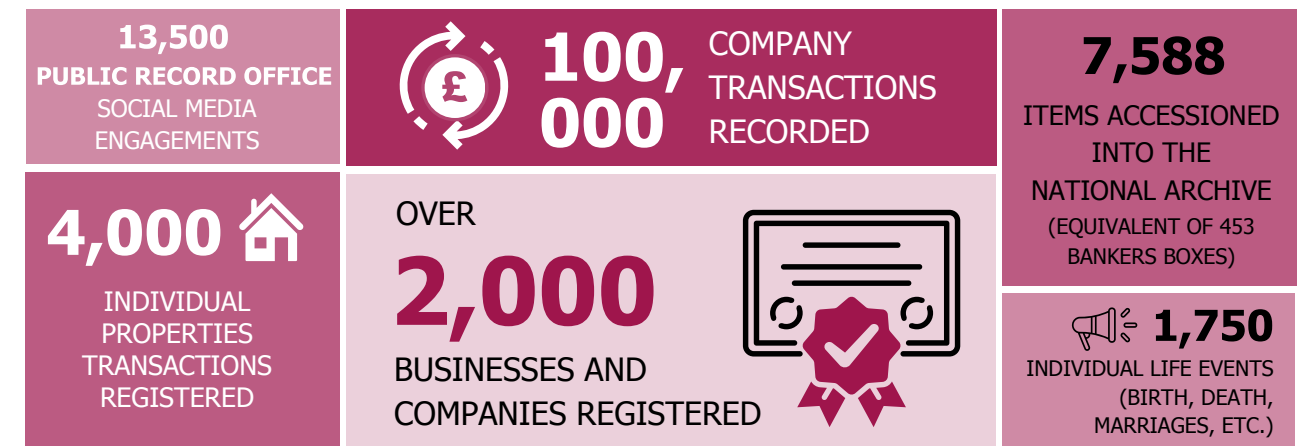 13,500
PUBLIC RECORD OFFICE
SOCIAL MEDIA
ENGAGEMENTS
£
100,
000
COMPANY
TRANSACTIONS
RECORDED
7,588
ITEMS ACCESSIONED
INTO THE
NATIONAL ARCHIVE
(EQUIVALENT OF 453
BANKERS BOXES)
4,000
INDIVIDUAL
PROPERTIES
TRANSACTIONS
REGISTERED
OVER
2,000
BUSINESSES AND
COMPANIES REGISTERED
1,750
INDIVIDUAL LIFE EVENTS
(BIRTH, DEATH,
MARRIAGES, ETC.)